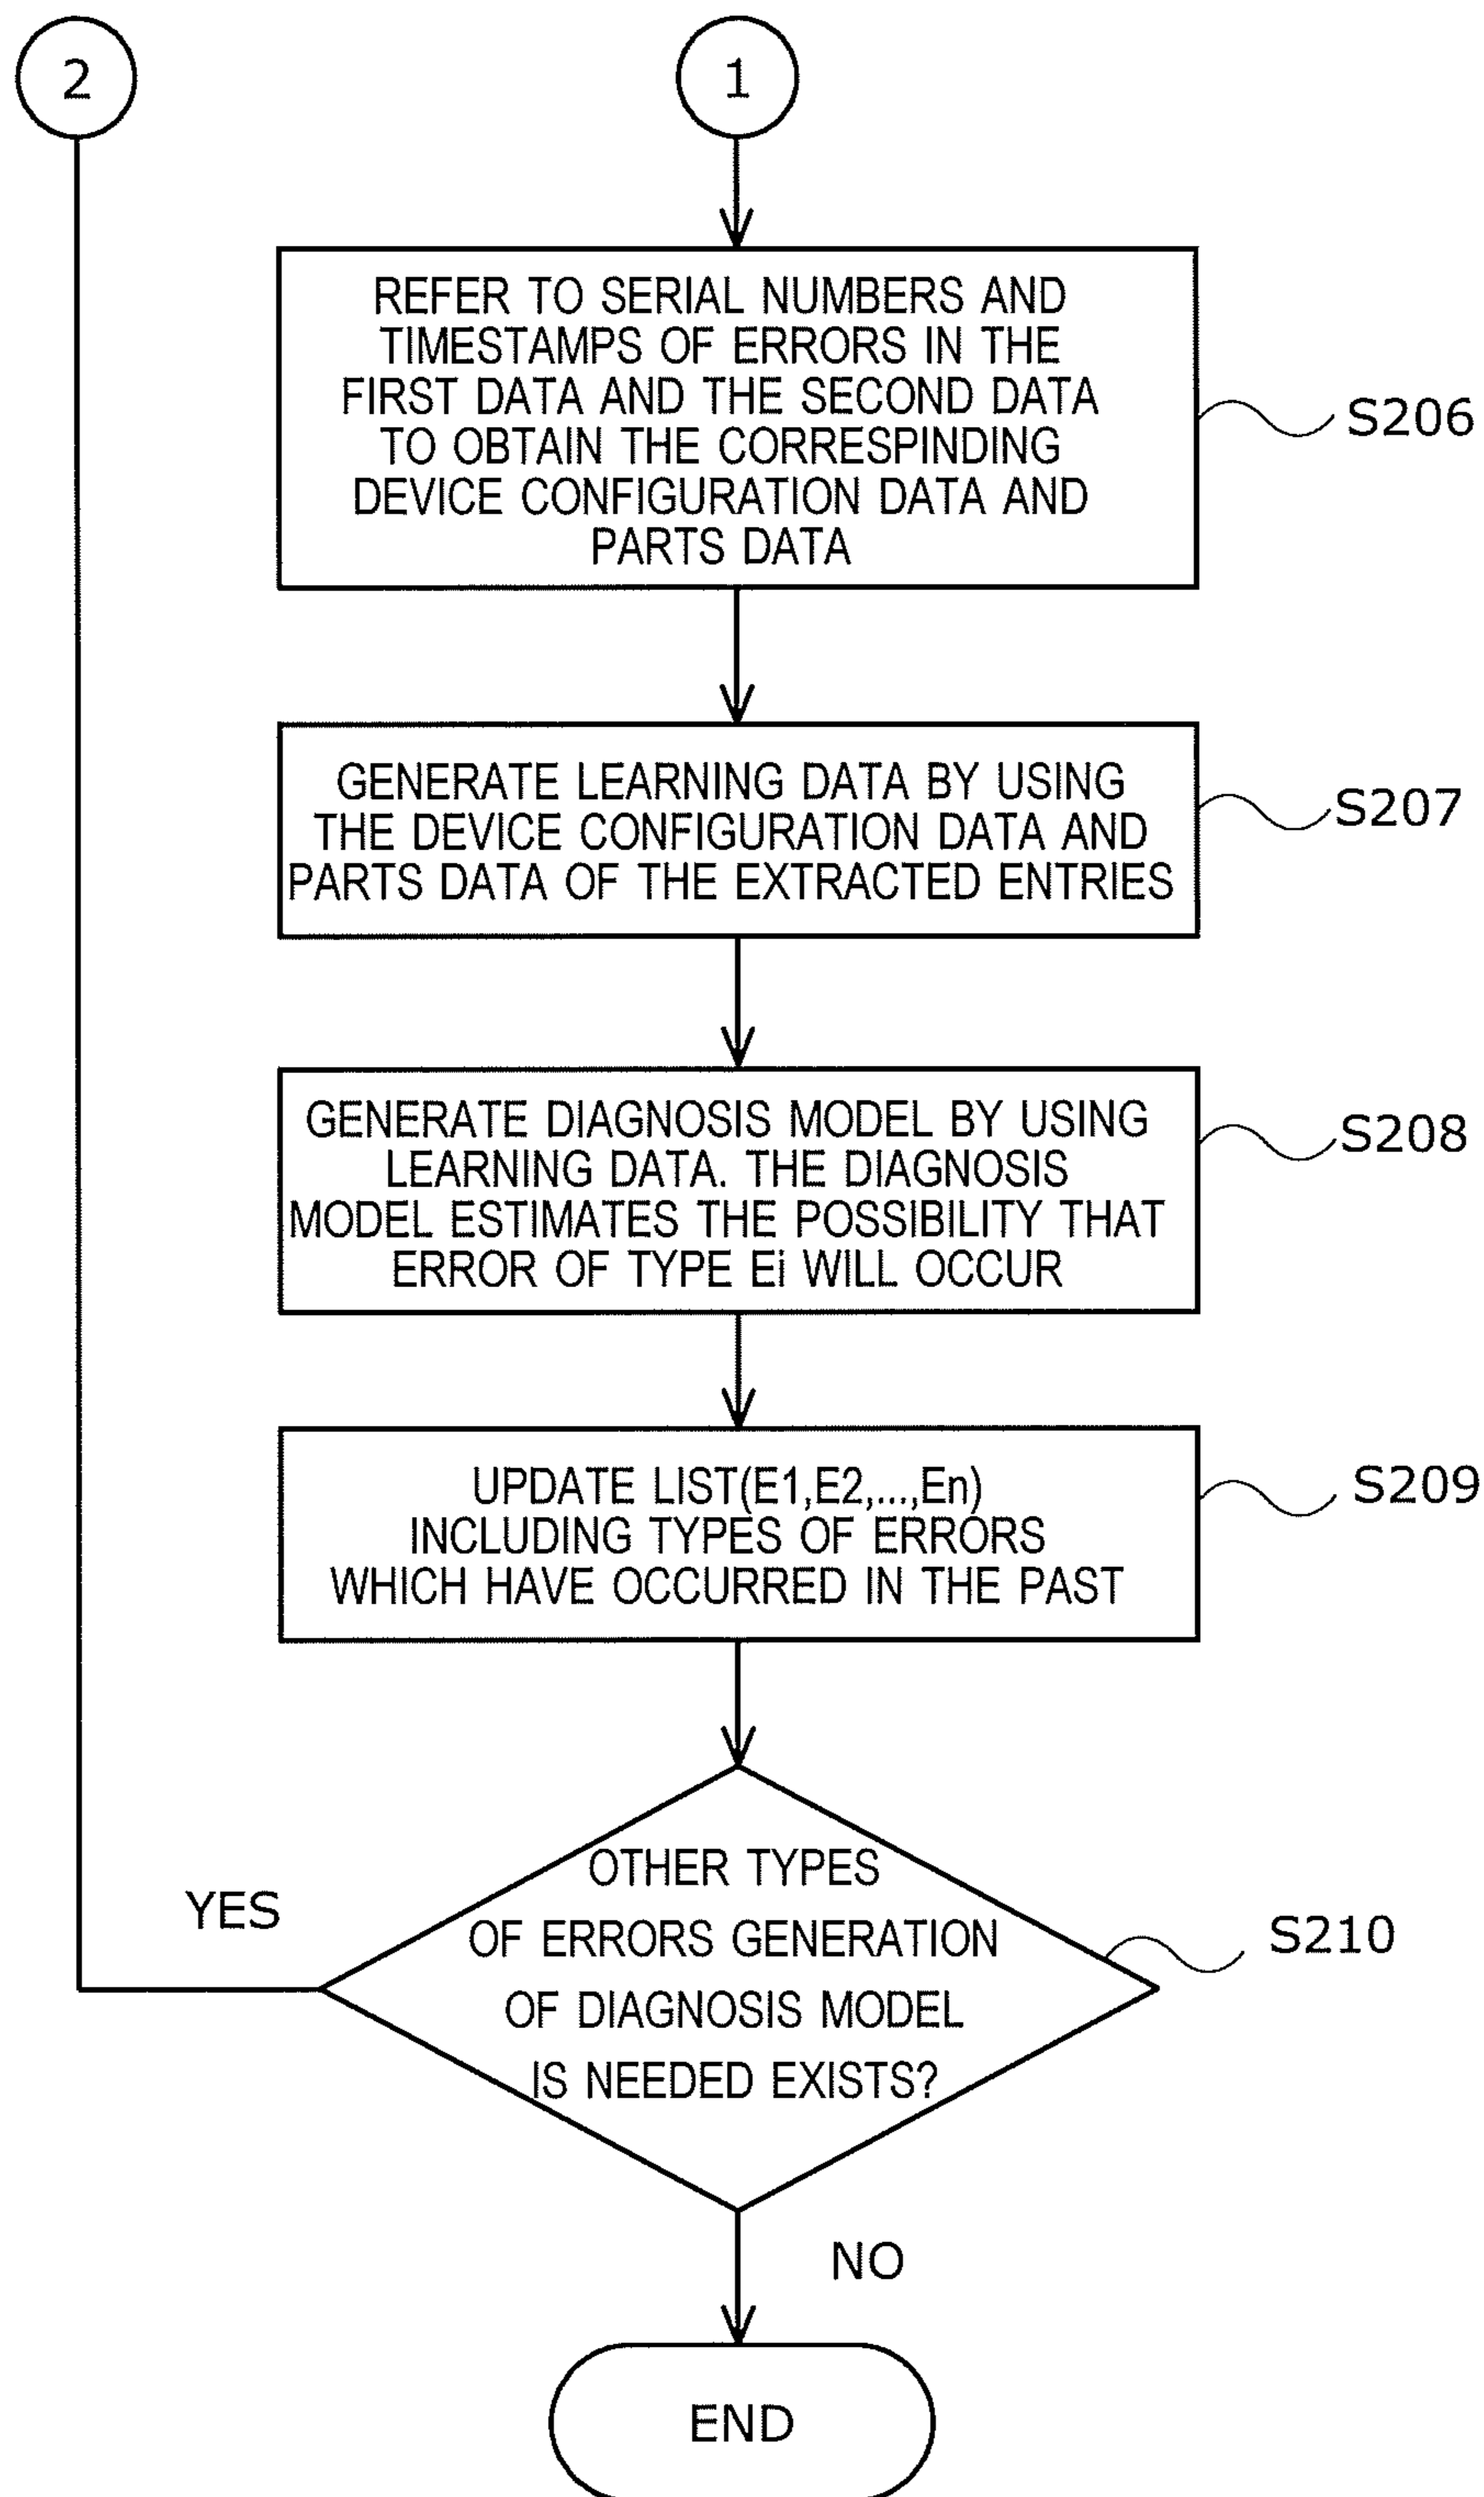 2
1
REFER TO SERIAL NUMBERS AND
TIMESTAMPS OF ERRORS IN THE
FIRST DATA AND THE SECOND DATA
TO OBTAIN THE CORRESPINDING
DEVICE CONFIGURATION DATA AND
PARTS DATA
S206
GENERATE LEARNING DATA BY USING
THE DEVICE CONFIGURATION DATA AND
PARTS DATA OF THE EXTRACTED ENTRIES
S207
GENERATE DIAGNOSIS MODEL BY USING
LEARNING DATA. THE DIAGNOSIS
MODEL ESTIMATES THE POSSIBILITY THAT
ERROR OF TYPE Ei WILL OCCUR
S208
UPDATE LIST(E1,E2,...,En)
INCLUDING TYPES OF ERRORS
WHICH HAVE OCCURRED IN THE PAST
S209
OTHER TYPES
OF ERRORS GENERATION
OF DIAGNOSIS MODEL
IS NEEDED EXISTS?
YES
S210
NO
END